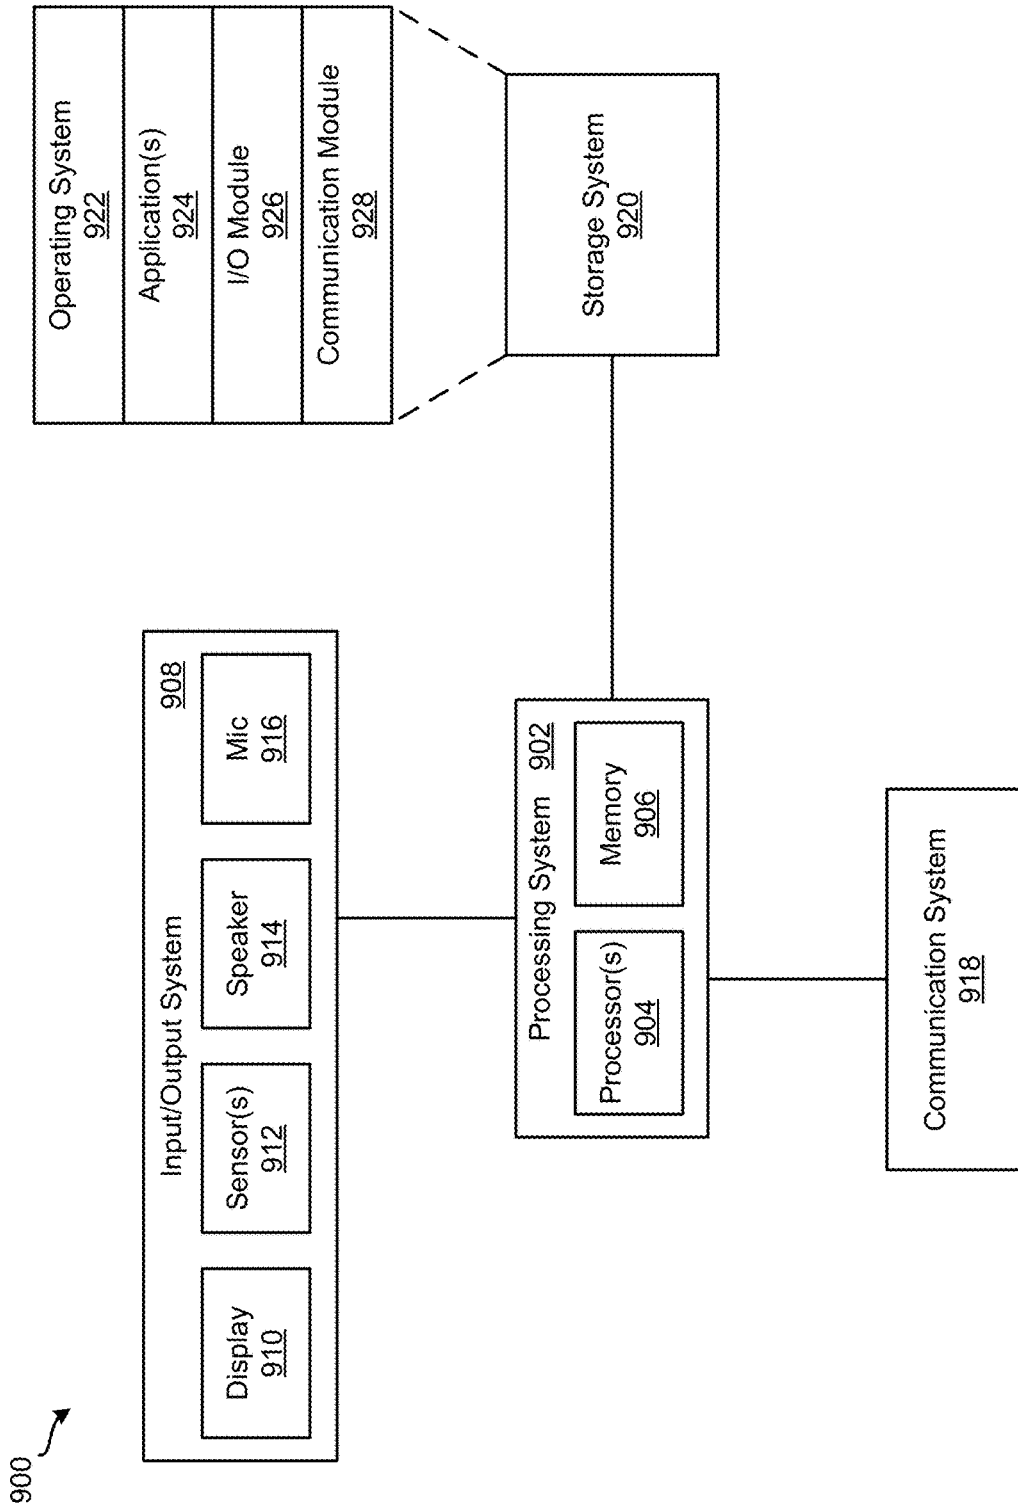 900
Input/Output System
908
Display
910
Sensor(s)
912
Speaker
914
Mic
916
Processing System
902
Processor(s)
904
Memory
906
Communication System
918
Storage System
920
Operating System
922
Application(s)
924
I/O Module
926
Communication Module
928